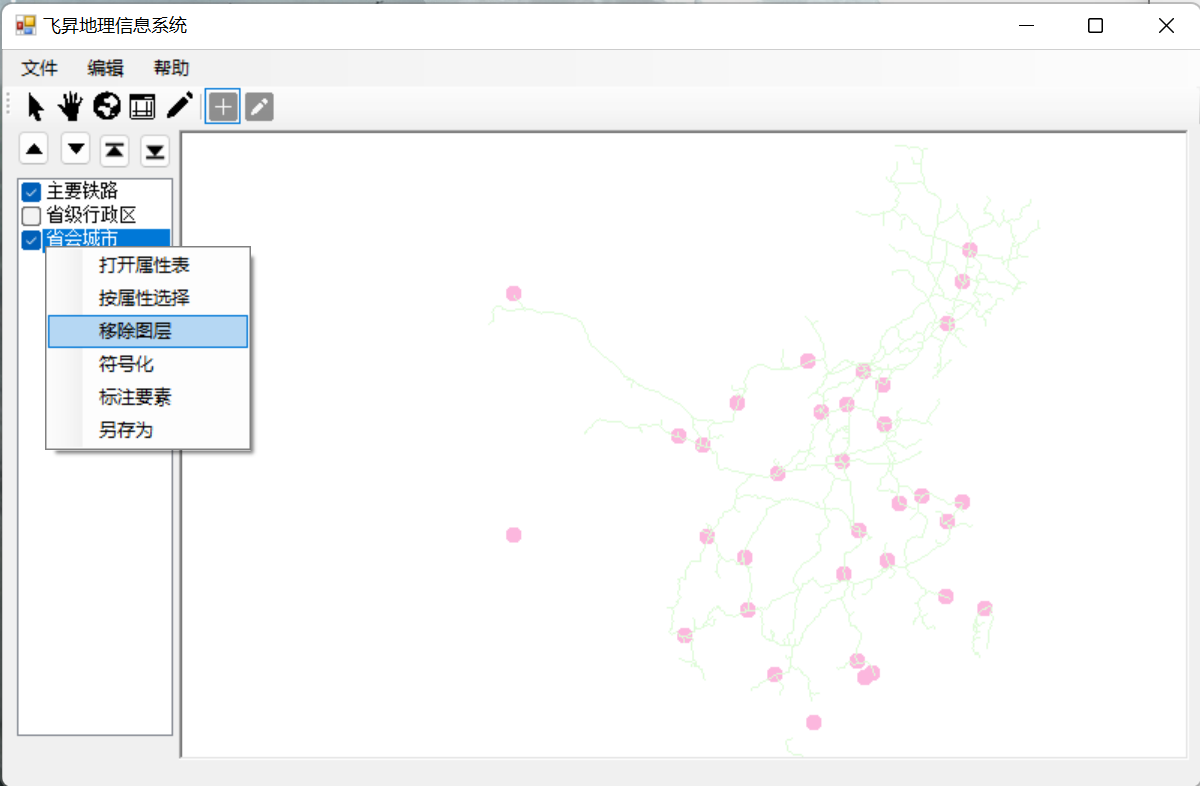 飞昇地理信息系统
文件 编辑 帮助
主要铁路
省级行政区
省会城市
打开属性表
按属性选择
移除图层
符号化
标注要素
另存为